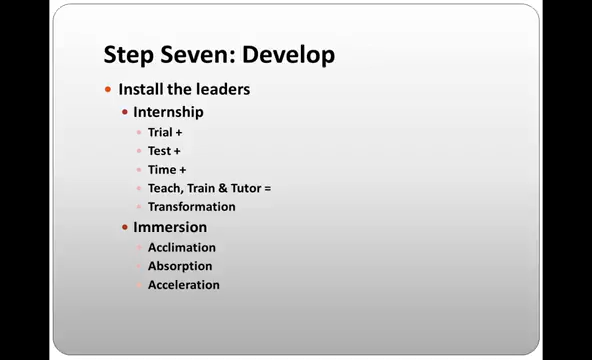 Step Seven: Develop
Install the leaders
Internship
Trial +
Test +
Time +
Teach, Train & Tutor =
Transformation
Immersion
Acclimation
Absorption
Acceleration